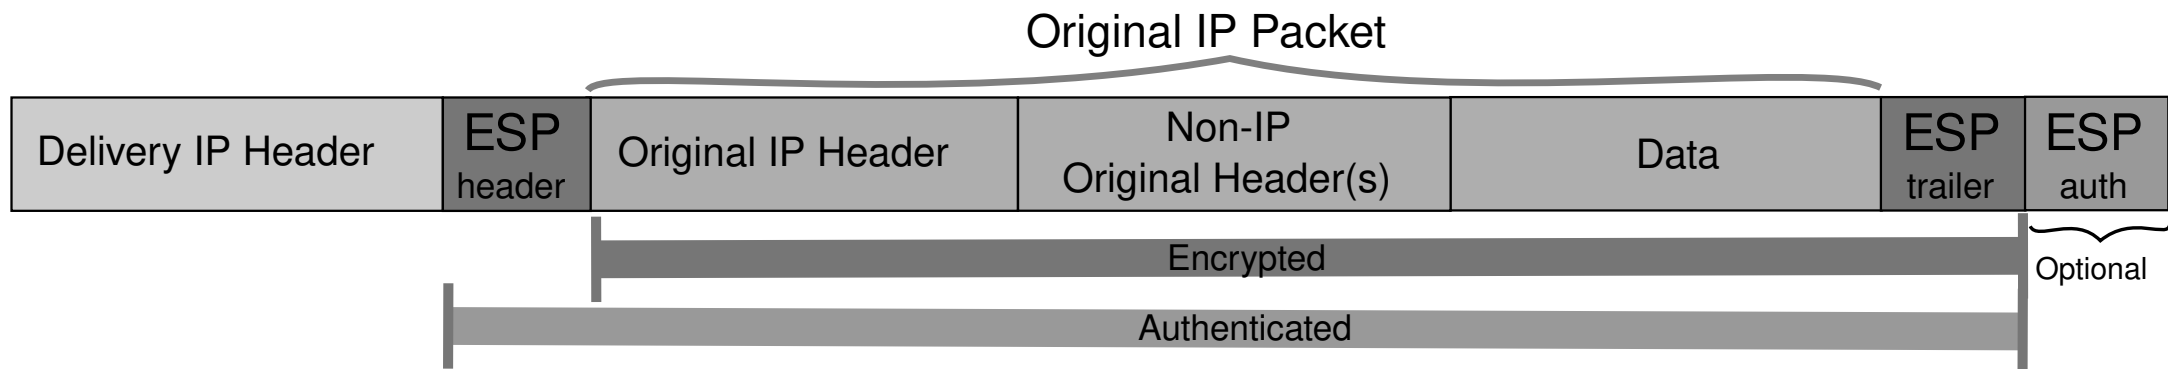 Original IP Packet
Delivery IP Header
ESP
header
Original IP Header
Non-IP
Original Header(s)
Data
ESP
trailer
ESP
auth
Encrypted
Optional
Authenticated